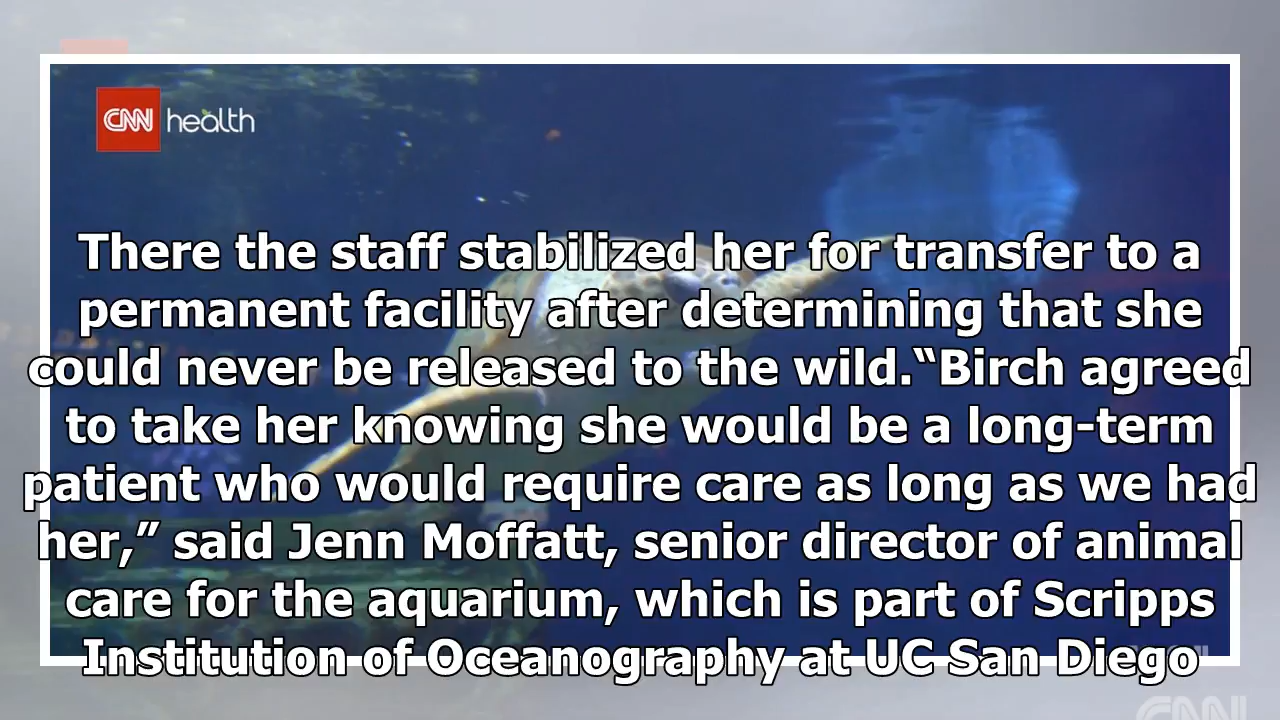 CNN health
There the staff stabilized her for transfer to a
permanent facility after determining that she
could never be released to the wild.“Birch agreed
to take her knowing she would be a long-term
patient who would require care as long as we had
her,” said Jenn Moffatt, senior director of animal
care for the aquarium, which is part of Scripps
Institution of Oceanography at UC San Diego
CNN